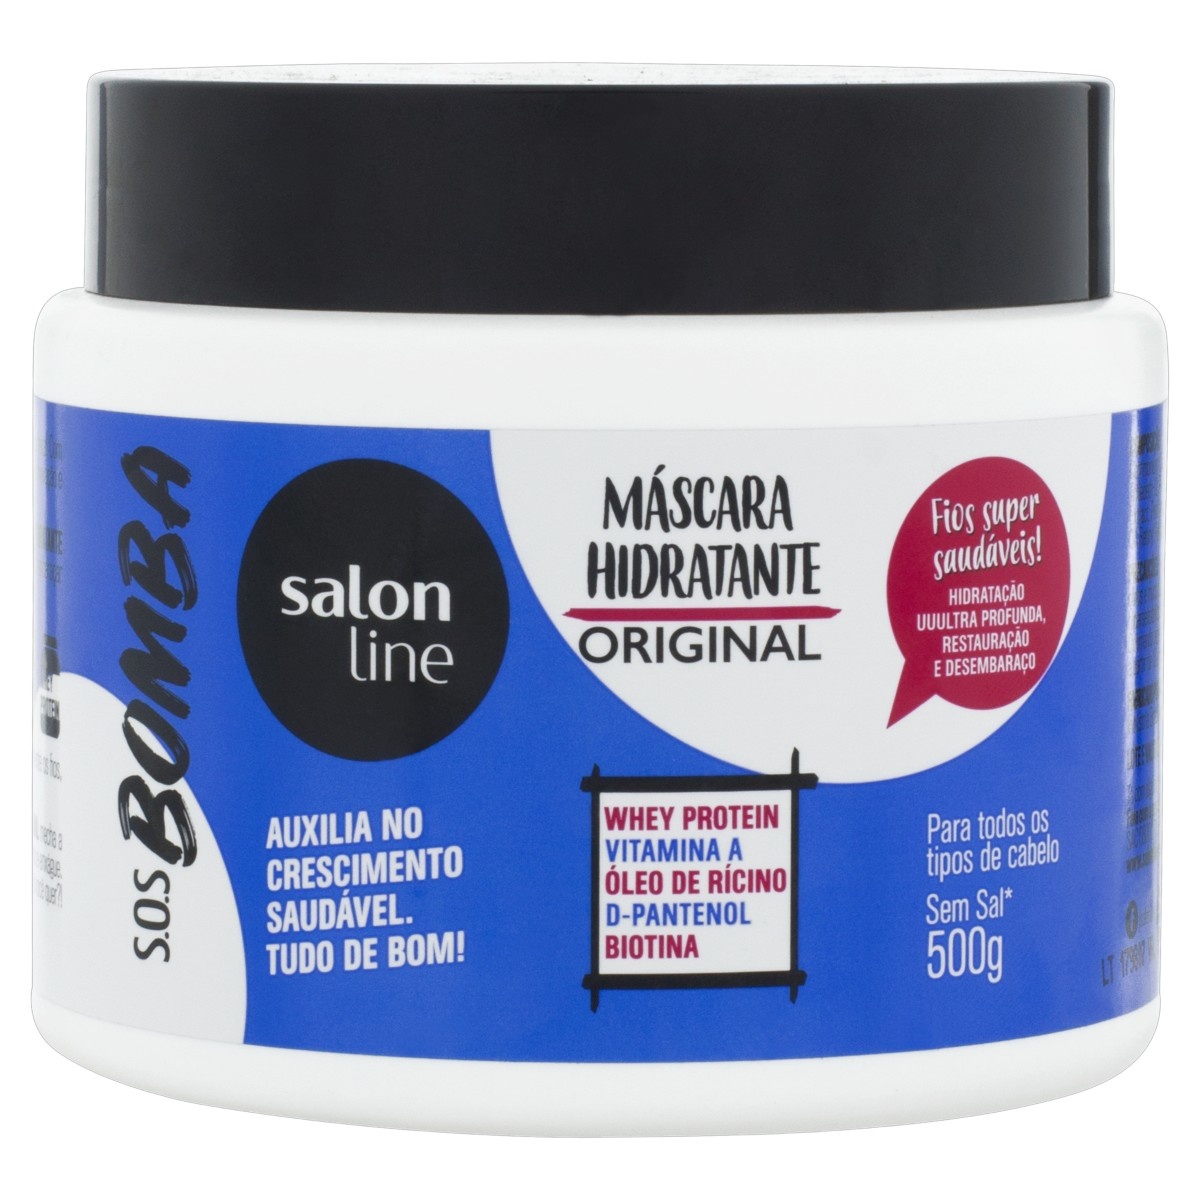 S.O.S BOMBA
salon
line
MÁSCARA
HIDRATANTE
ORIGINAL
Fios super
saudáveis!
HIDRATAÇÃO
UUULTRA PROFUNDA,
RESTAURAÇÃO
E DESEMBARAÇO
AUXILIA NO
CRESCIMENTO
SAUDÁVEL.
TUDO DE BOM!
WHEY PROTEIN
VITAMINA A
ÓLEO DE RÍCINO
D-PANTENOL
BIOTINA
Para todos os
tipos de cabelo
Sem Sal*
500g